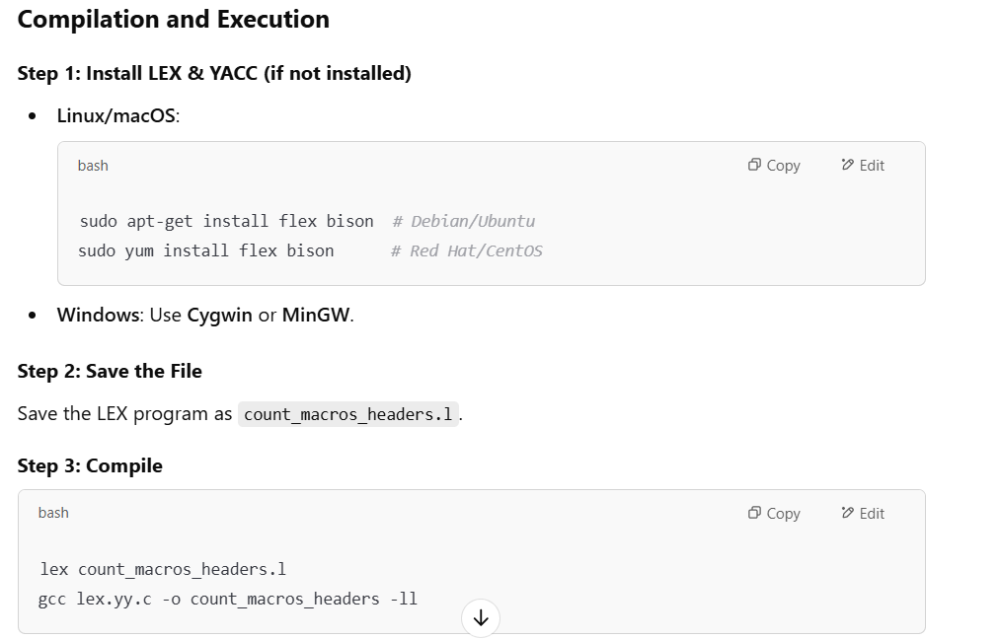 Compilation and Execution
Step 1: Install LEX & YACC (if not installed)
• Linux/macOS:
bash Copy Edit
sudo apt-get install flex bison # Debian/Ubuntu
sudo yum install flex bison # Red Hat/CentOS
• Windows: Use Cygwin or MinGW.
Step 2: Save the File
Save the LEX program as count_macros_headers.l.
Step 3: Compile
bash Copy Edit
lex count_macros_headers.l
gcc lex.yy.c -o count_macros_headers -ll